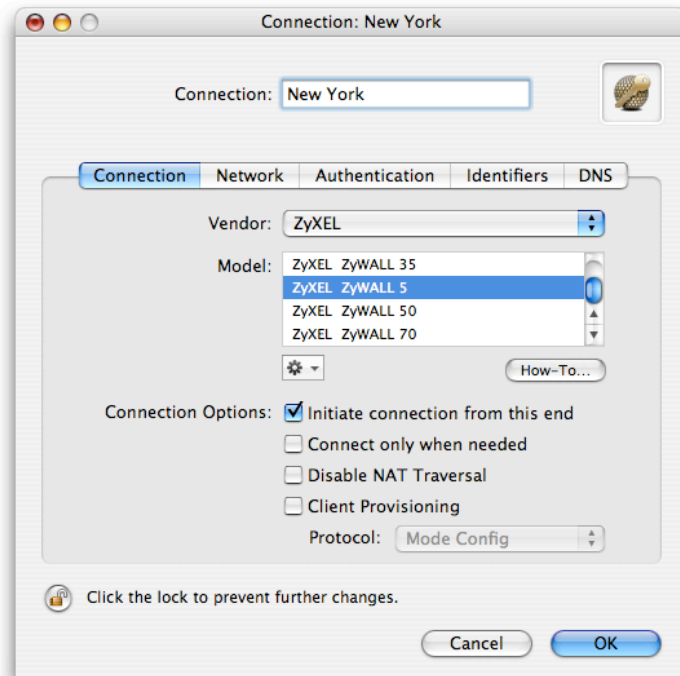 Connection: New York
Connection: New York
Connection Network Authentication Identifiers DNS
Vendor: ZyXEL
Model: ZyXEL ZyWALL 35
ZyXEL ZyWALL 5
ZyXEL ZyWALL 50
ZyXEL ZyWALL 70
How-To...
Connection Options: Initiate connection from this end
Connect only when needed
Disable NAT Traversal
Client Provisioning
Protocol: Mode Config
Click the lock to prevent further changes.
Cancel OK